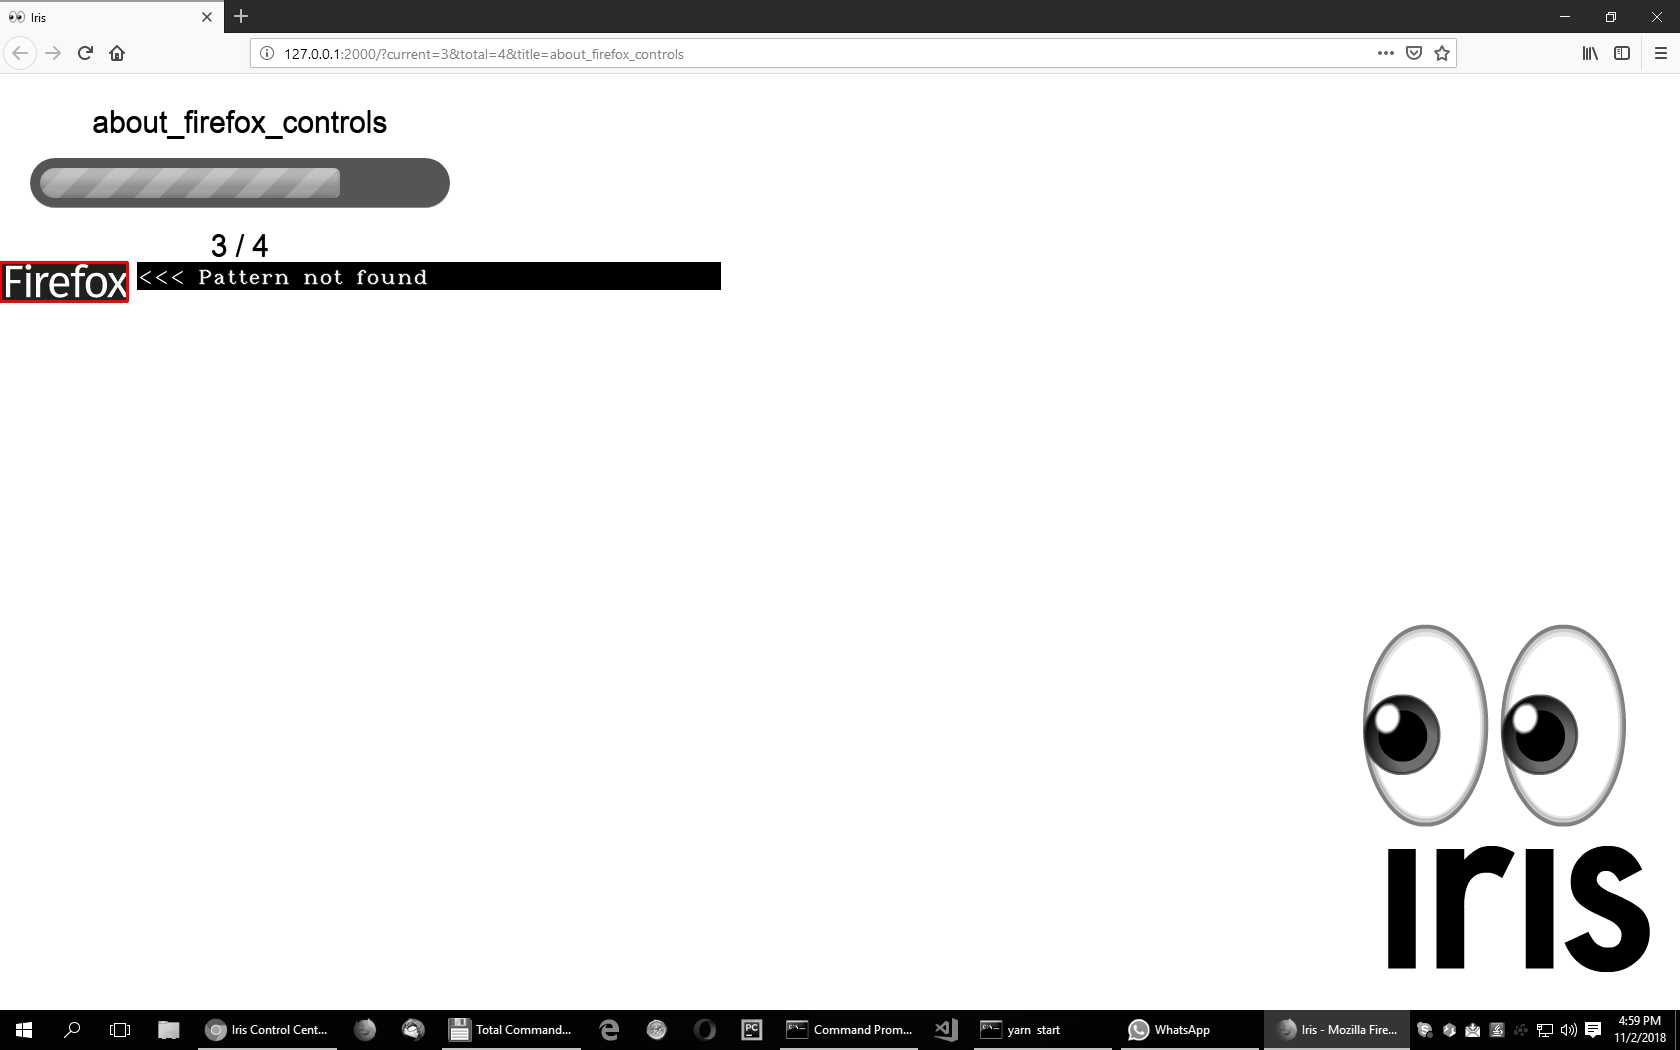 Iris
127.0.0.1:2000/?current=3&total=4&title=about_firefox_controls
about_firefox_controls
3 / 4
Firefox <<< Pattern not found
iris
Iris Control Cent...
Total Command...
PC
Command Prom...
yarn start
WhatsApp
Iris - Mozilla Fire...
4:59 PM
11/2/2018